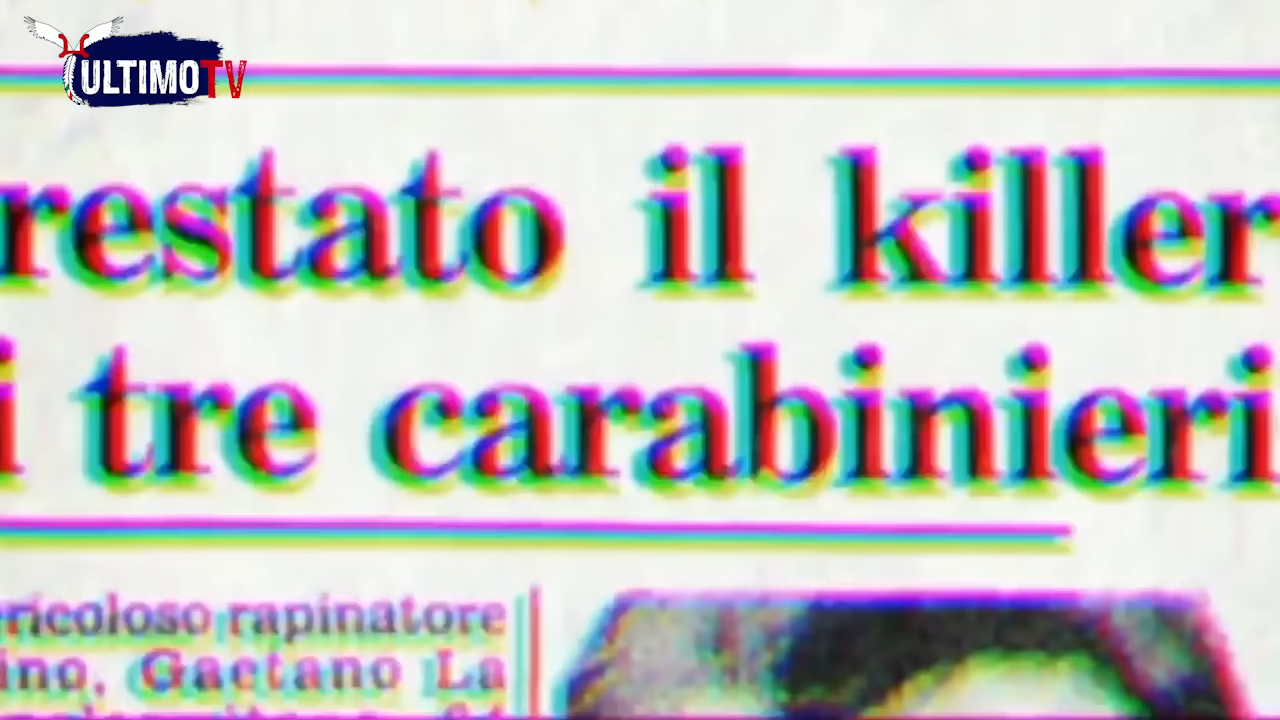 ULTIMOTV
restato il killer
i tre carabinieri
ricoloso rapinatore
ino, Gaetano La